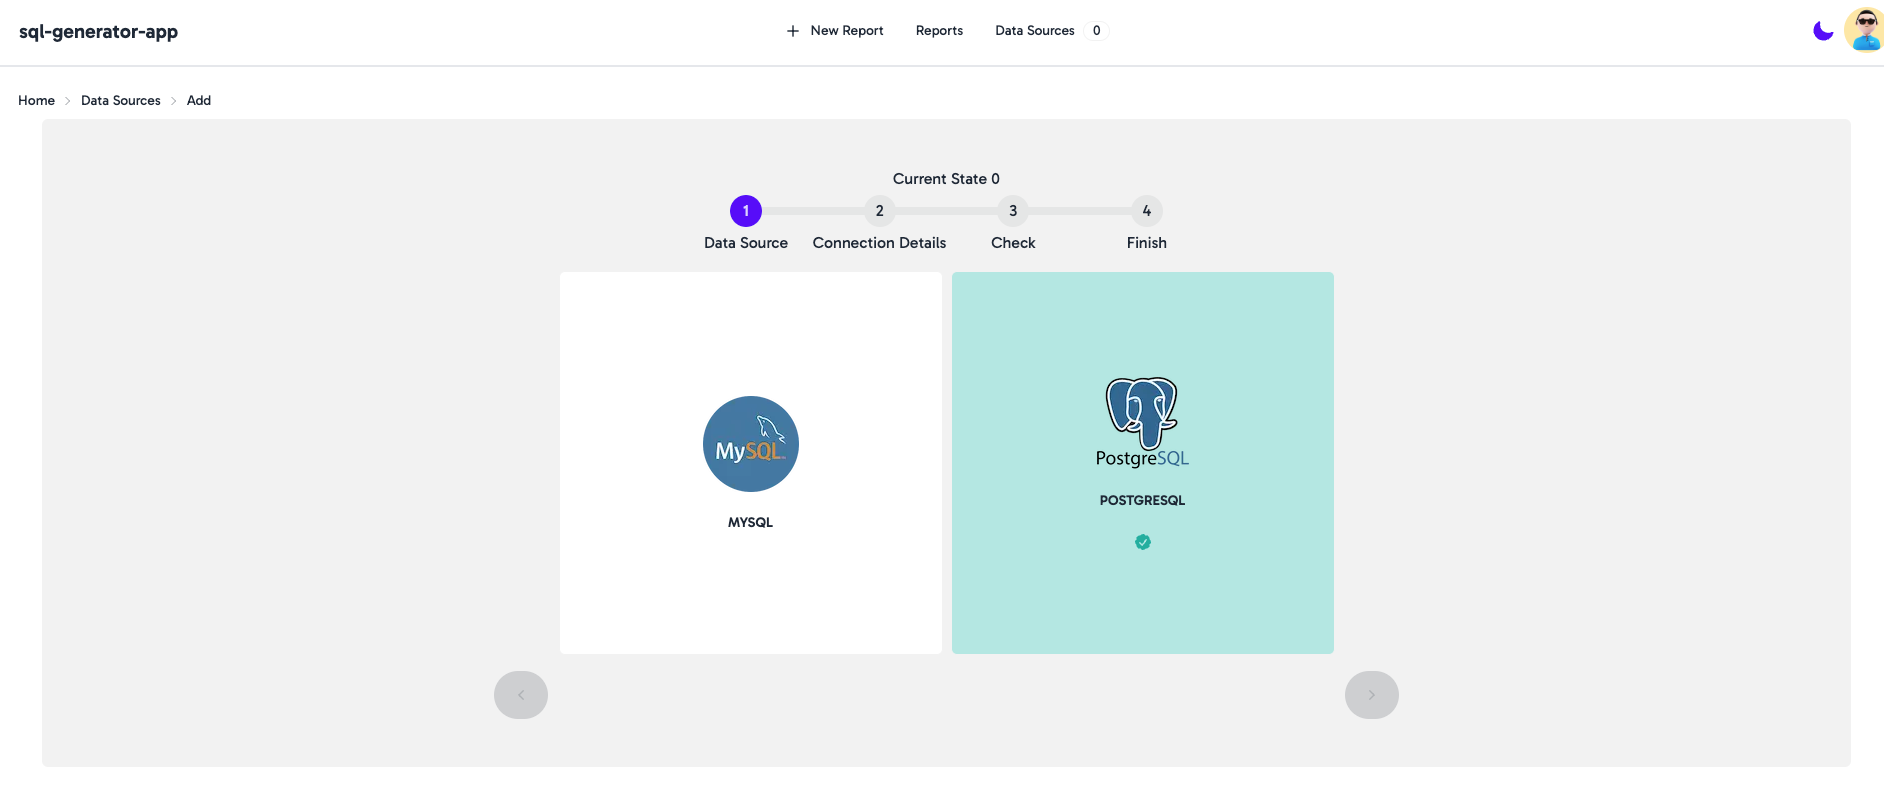 sql-generator-app
New Report
Reports
Data Sources 0
Home
Data Sources
Add
Current State 0
1
2
3
4
Data Source
Connection Details
Check
Finish
MySQL
MYSQL
PostgreSQL
POSTGRESQL